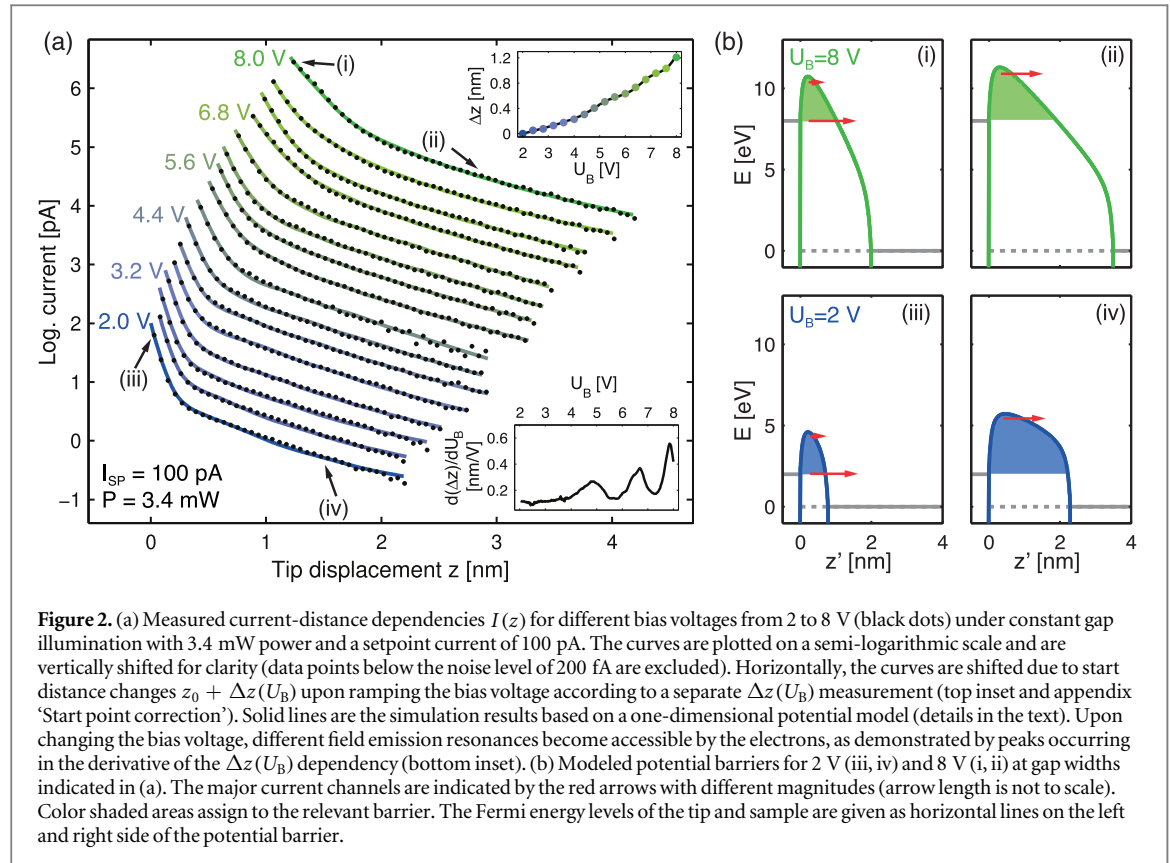 (a)
8.0 V
(i)
6.8 V
(ii)
5.6 V
4.4 V
3.2 V
2.0 V
(iii)
(iv)
I_SP = 100 pA
P = 3.4 mW
Log. current [pA]
6
5
4
3
2
1
0
−1
0 1 2 3 4 5
Tip displacement z [nm]
Δz [nm]
1.2
0.8
0.4
0
2 3 4 5 6 7 8
U_B [V]
U_B [V]
2 3 4 5 6 7 8
d(Δz)/dU_B
[nm/V]
0.6
0.4
0.2
(b)
U_B=8 V
(i)
(ii)
E [eV]
10
5
0
U_B=2 V
(iii)
(iv)
E [eV]
10
5
0
0 2 4
0 2 4
z' [nm]
z' [nm]
Figure 2. (a) Measured current-distance dependencies I(z) for different bias voltages from 2 to 8 V (black dots) under constant gap
illumination with 3.4 mW power and a setpoint current of 100 pA. The curves are plotted on a semi-logarithmic scale and are
vertically shifted for clarity (data points below the noise level of 200 fA are excluded). Horizontally, the curves are shifted due to start
distance changes z₀ + Δz(U_B) upon ramping the bias voltage according to a separate Δz(U_B) measurement (top inset and appendix
‘Start point correction’). Solid lines are the simulation results based on a one-dimensional potential model (details in the text). Upon
changing the bias voltage, different field emission resonances become accessible by the electrons, as demonstrated by peaks occurring
in the derivative of the Δz(U_B) dependency (bottom inset). (b) Modeled potential barriers for 2 V (iii, iv) and 8 V (i, ii) at gap widths
indicated in (a). The major current channels are indicated by the red arrows with different magnitudes (arrow length is not to scale).
Color shaded areas assign to the relevant barrier. The Fermi energy levels of the tip and sample are given as horizontal lines on the left
and right side of the potential barrier.